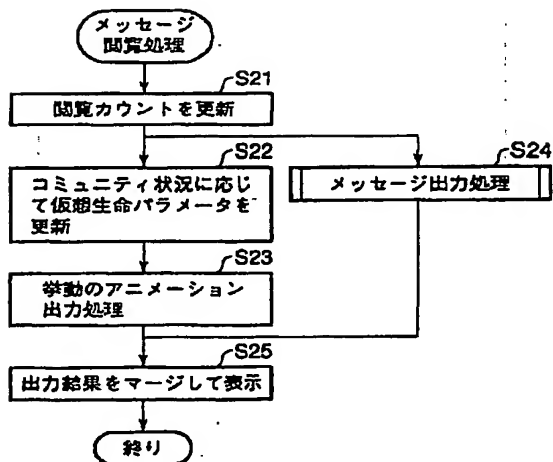 メッセージ
閲覧処理
S21
閲覧カウントを更新
S22
コミュニティ状況に応じ
て仮想生命パラメータを
更新
S24
メッセージ出力処理
S23
挙動のアニメーション
出力処理
S25
出力結果をマージして表示
終り